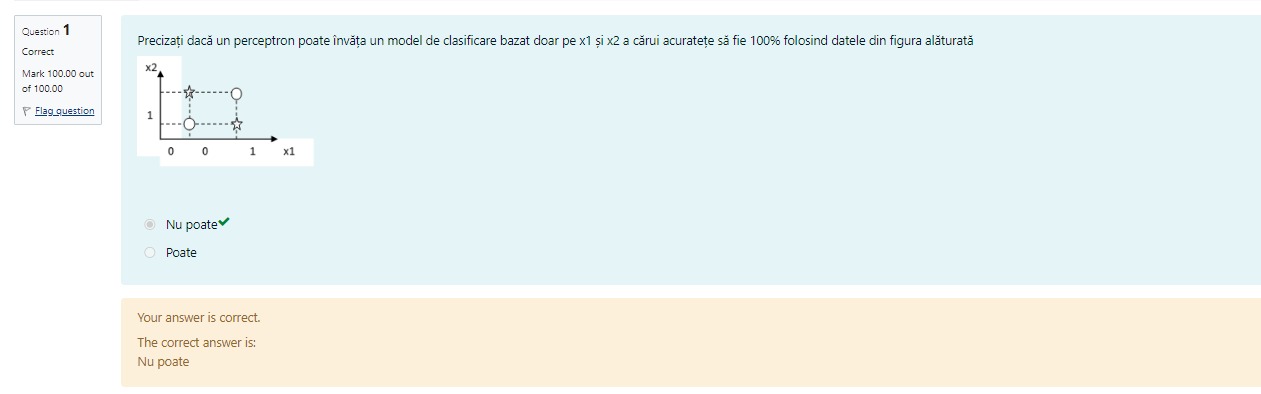 Question 1
Correct
Mark 100.00 out
of 100.00
Flag question
Precizați dacă un perceptron poate învăța un model de clasificare bazat doar pe x1 și x2 a cărui acuratețe să fie 100% folosind datele din figura alăturată
x2
1
0 0 1 x1
Nu poate
Poate
Your answer is correct.
The correct answer is:
Nu poate